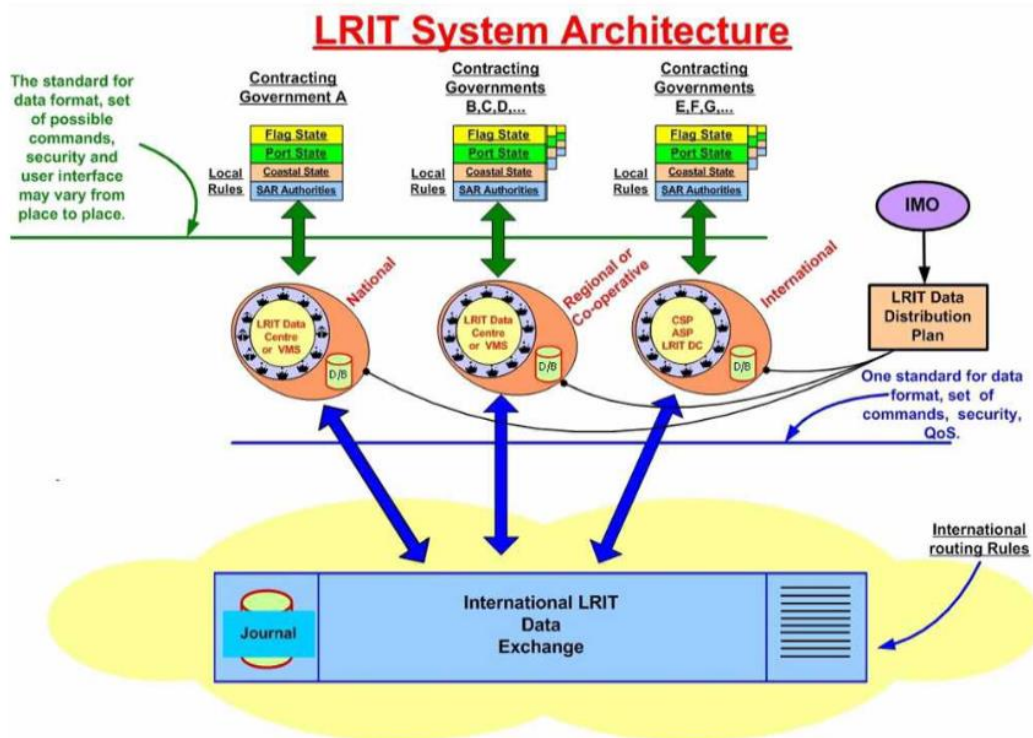 LRIT System Architecture
The standard for
data format, set
of possible
commands,
security and
user interface
may vary from
place to place.
Contracting
Government A
Flag State
Port State
Coastal State
SAR Authorities
Local
Rules
Contracting
Governments
B,C,D,...
Flag State
Port State
Coastal State
SAR Authorities
Local
Rules
Contracting
Governments
E,F,G,...
Flag State
Port State
Coastal State
SAR Authorities
Local
Rules
IMO
LRIT Data
Distribution
Plan
National
LRIT Data
Centre
or VMS
D/B
Regional or
Co-operative
LRIT Data
Centre
or VMS
D/B
International
CSP
ASP
LRIT DC
D/B
One standard for data
format, set of
commands, security,
QoS.
International
routing Rules
Journal
International LRIT
Data
Exchange